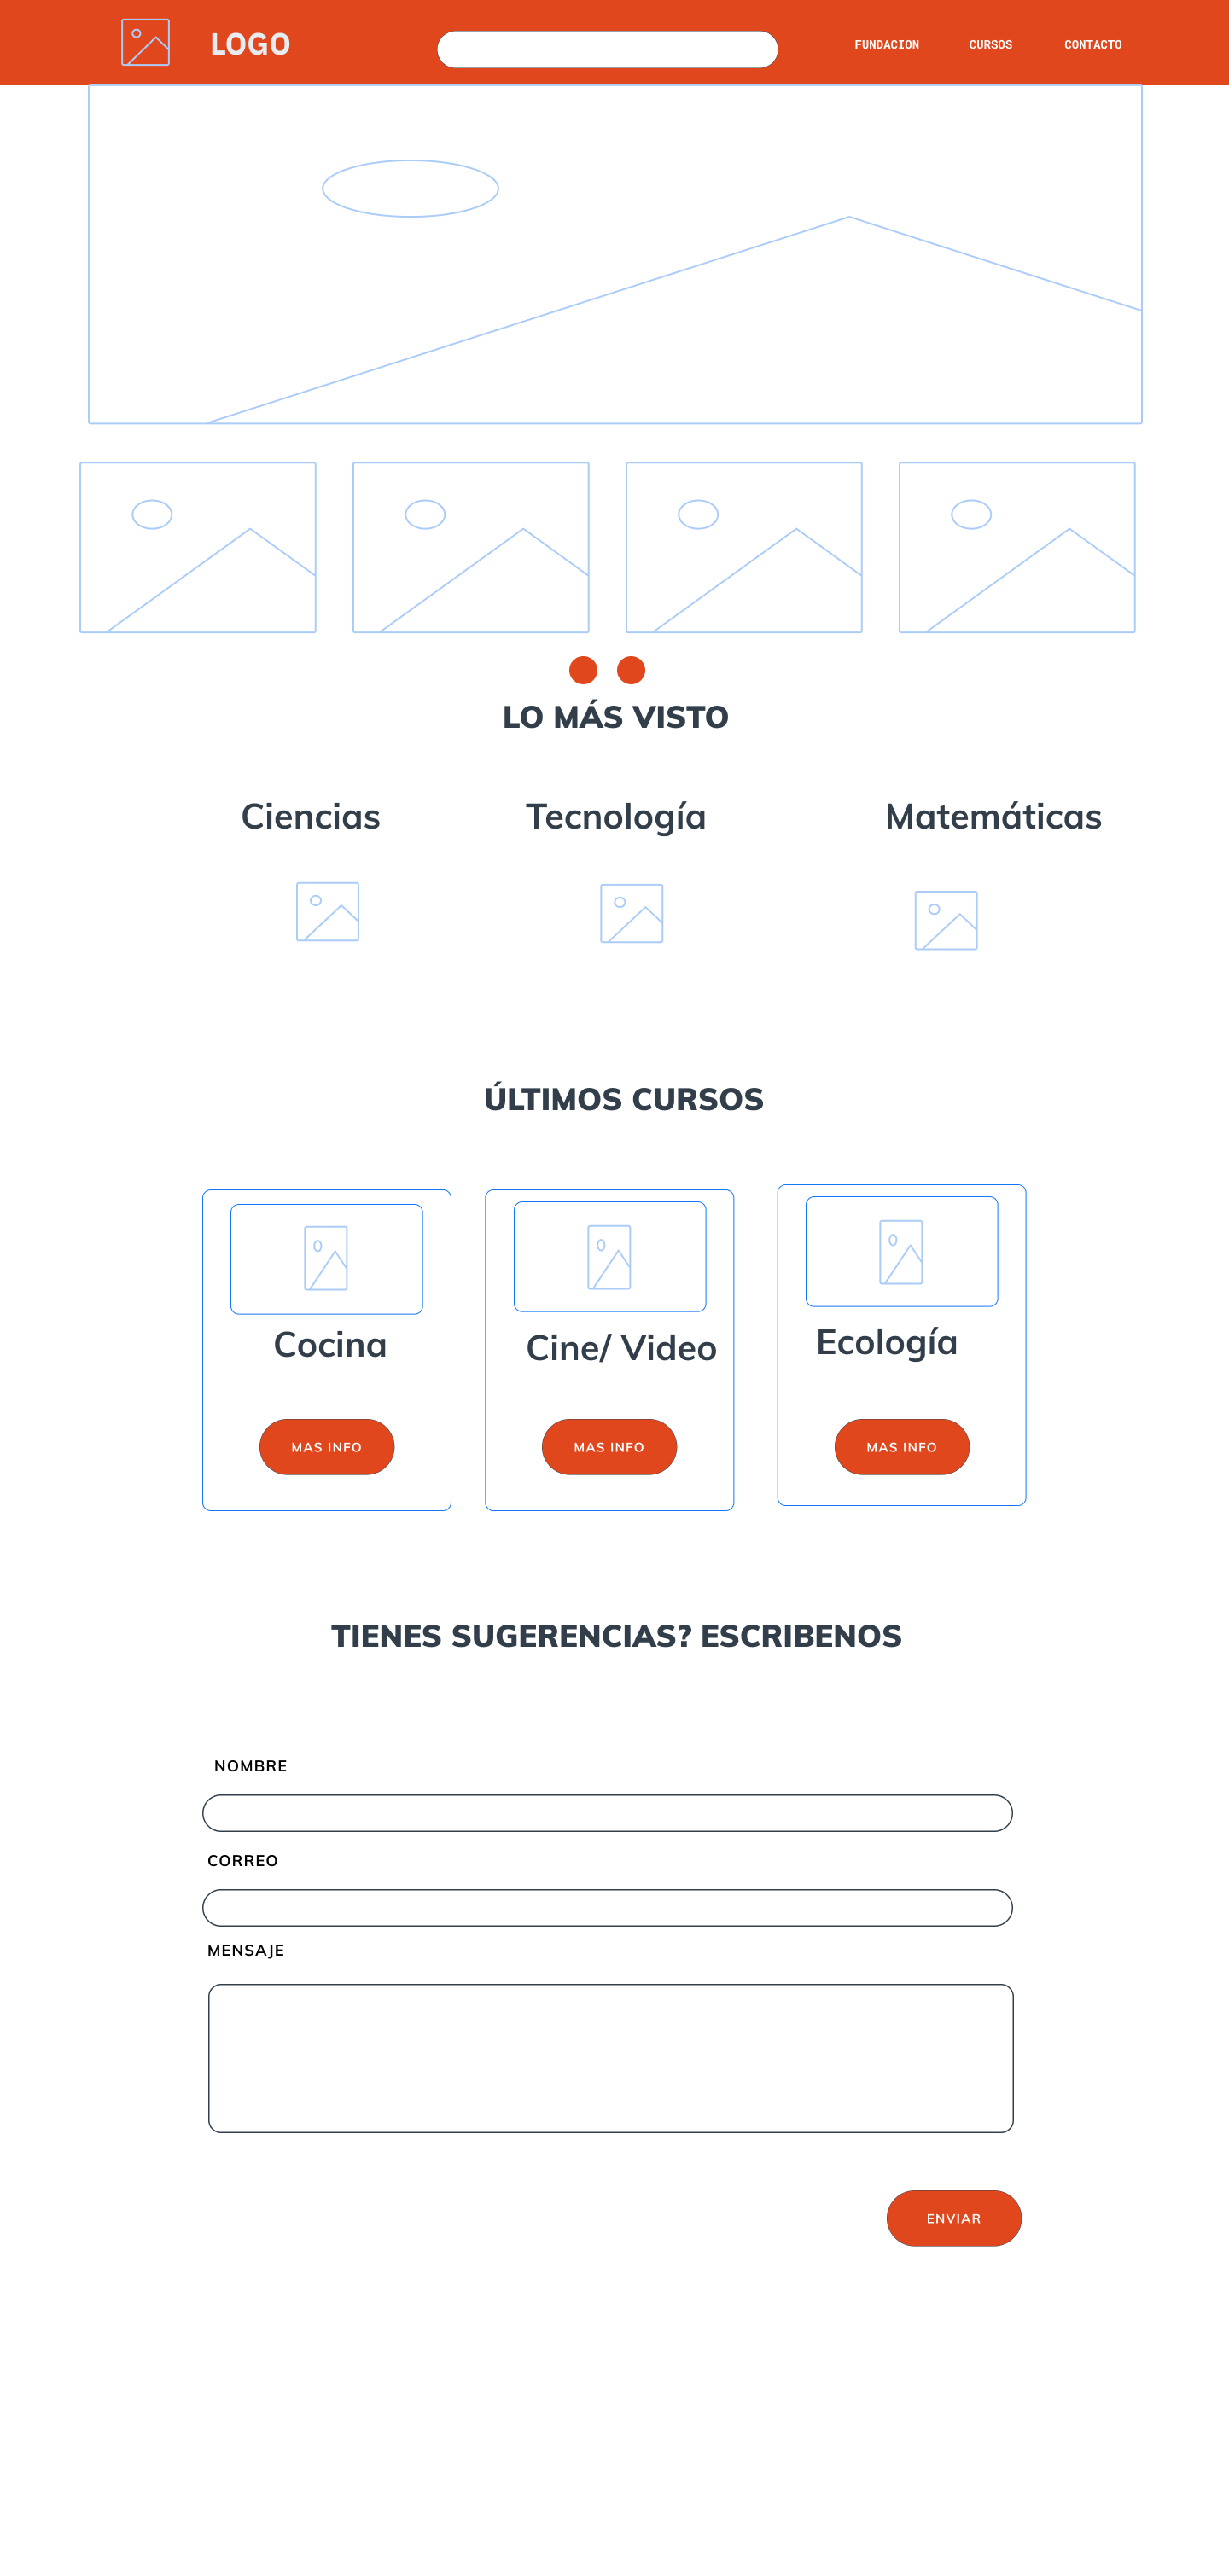 LOGO
FUNDACION CURSOS CONTACTO
LO MÁS VISTO
Ciencias Tecnología Matemáticas
ÚLTIMOS CURSOS
Cocina Cine/ Video Ecología
MAS INFO MAS INFO MAS INFO
TIENES SUGERENCIAS? ESCRIBENOS
NOMBRE
CORREO
MENSAJE
ENVIAR